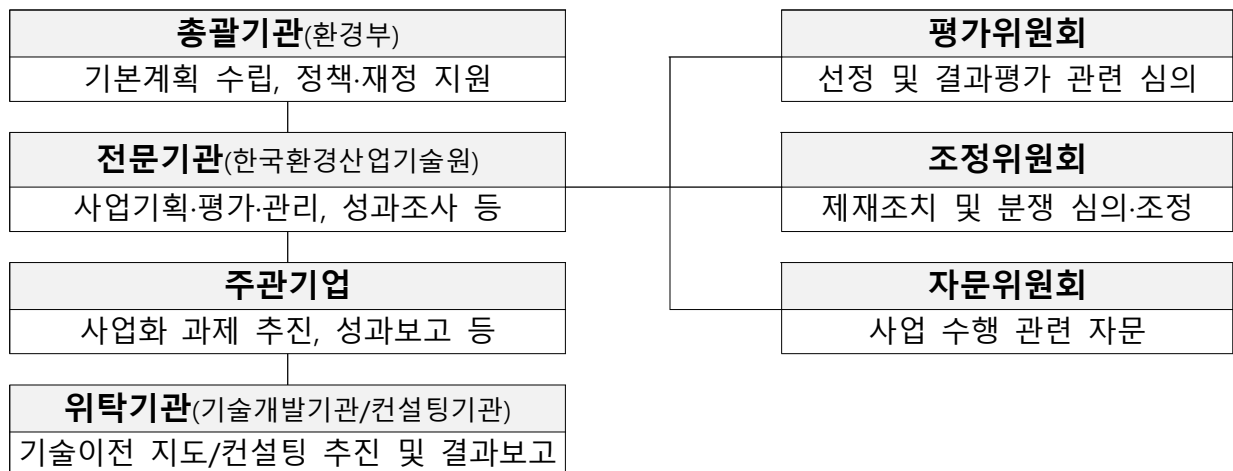 총괄기관(환경부)
기본계획 수립, 정책·재정 지원
전문기관(한국환경산업기술원)
사업기획·평가·관리, 성과조사 등
주관기업
사업화 과제 추진, 성과보고 등
위탁기관(기술개발기관/컨설팅기관)
기술이전 지도/컨설팅 추진 및 결과보고
평가위원회
선정 및 결과평가 관련 심의
조정위원회
제재조치 및 분쟁 심의·조정
자문위원회
사업 수행 관련 자문